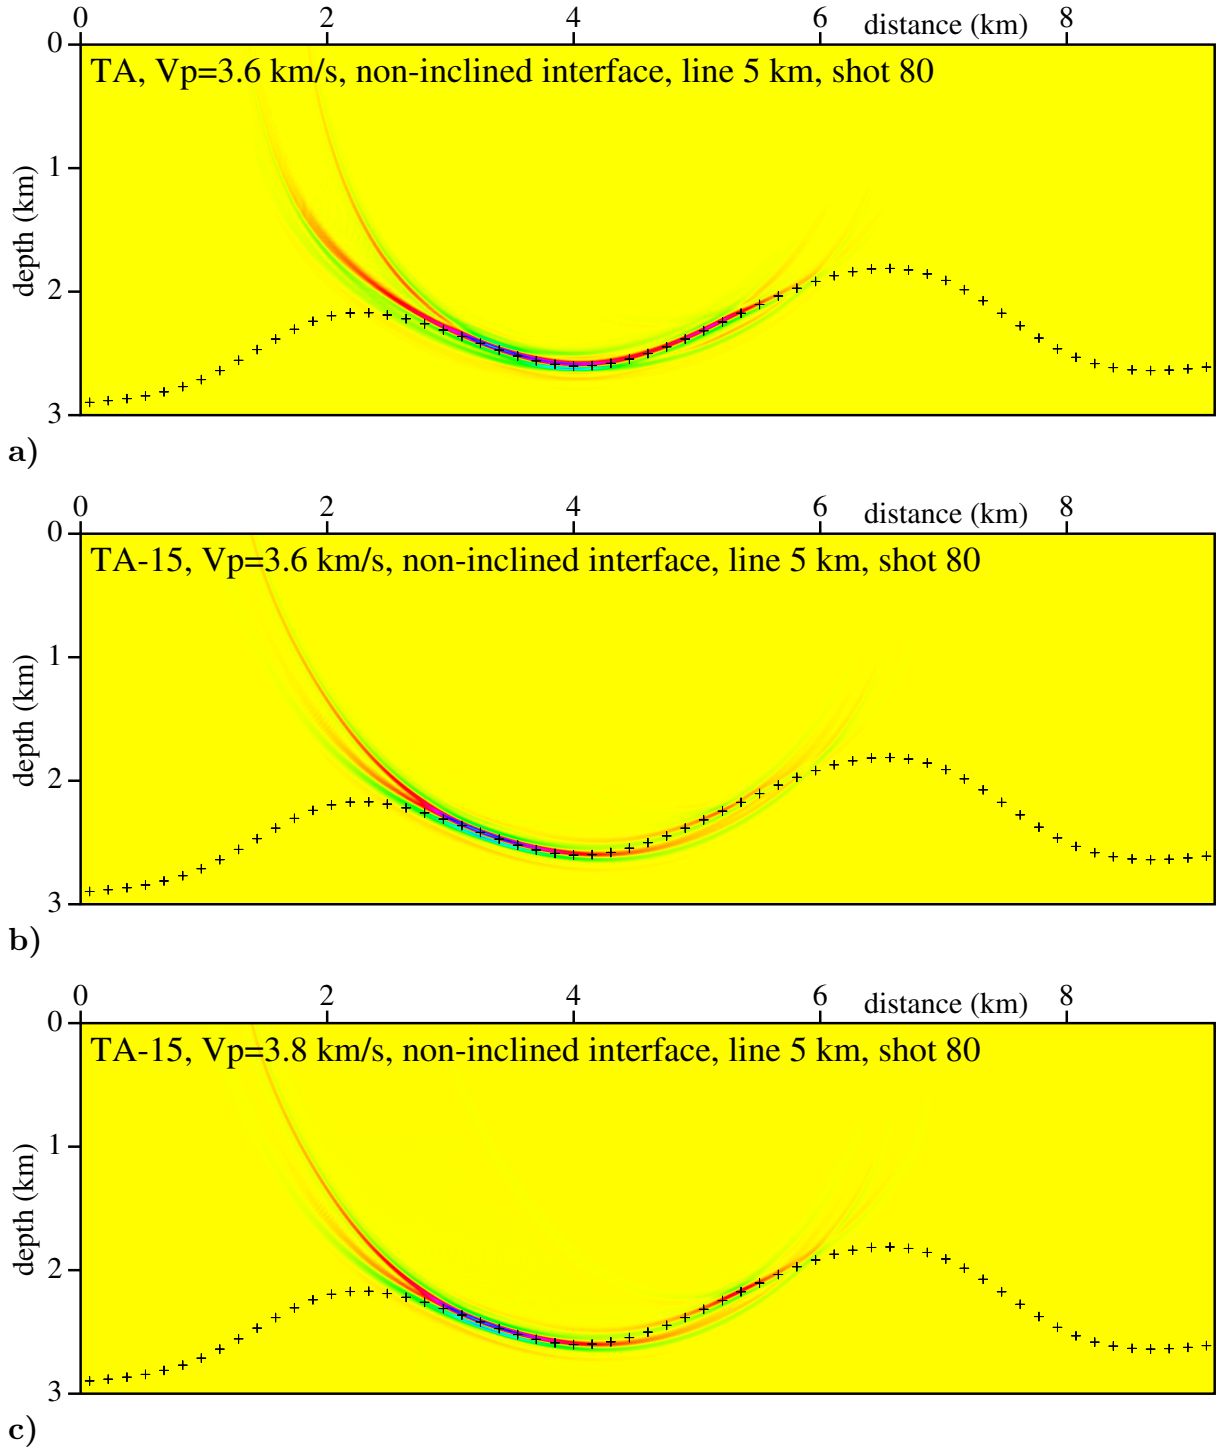 0 2 4 6 distance (km) 8
0
TA, Vp=3.6 km/s, non-inclined interface, line 5 km, shot 80
1
depth (km)
2
3
a)
0 2 4 6 distance (km) 8
0
TA-15, Vp=3.6 km/s, non-inclined interface, line 5 km, shot 80
1
depth (km)
2
3
b)
0 2 4 6 distance (km) 8
0
TA-15, Vp=3.8 km/s, non-inclined interface, line 5 km, shot 80
1
depth (km)
2
3
c)